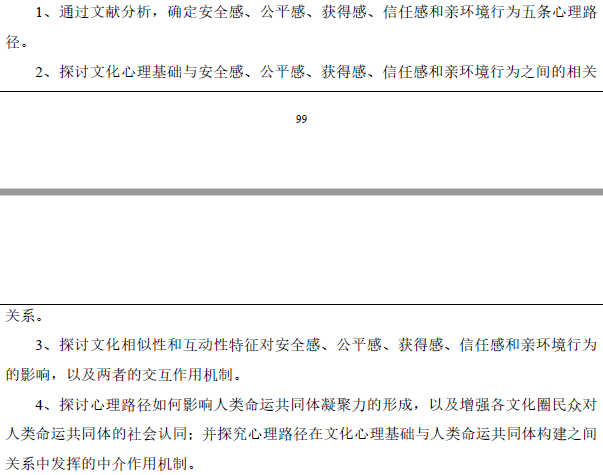 1、通过文献分析，确定安全感、公平感、获得感、信任感和亲环境行为五条心理路
径。
2、探讨文化心理基础与安全感、公平感、获得感、信任感和亲环境行为之间的相关
99
关系。
3、探讨文化相似性和互动性特征对安全感、公平感、获得感、信任感和亲环境行为
的影响，以及两者的交互作用机制。
4、探讨心理路径如何影响人类命运共同体凝聚力的形成，以及增强各文化圈民众对
人类命运共同体的社会认同；并探究心理路径在文化心理基础与人类命运共同体构建之间
关系中发挥的中介作用机制。